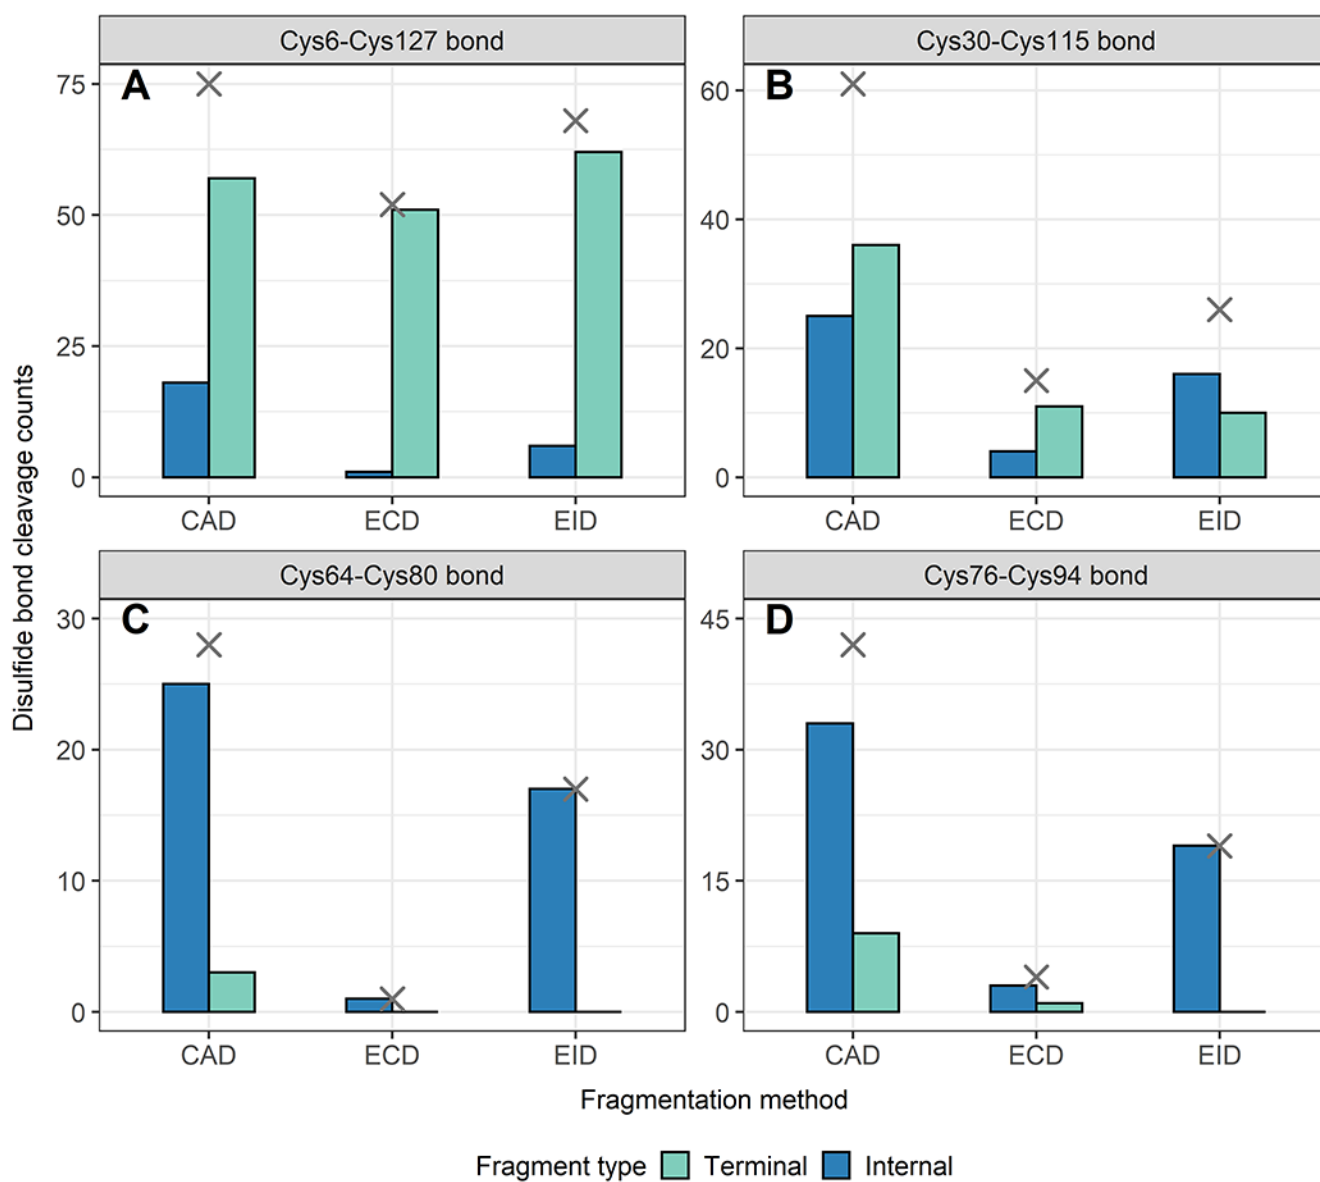 Cys6-Cys127 bond
Cys30-Cys115 bond
A
75
50
25
0
CAD ECD EID
B
60
40
20
0
CAD ECD EID
Disulfide bond cleavage counts
Cys64-Cys80 bond
Cys76-Cys94 bond
C
30
20
10
0
CAD ECD EID
D
45
30
15
0
CAD ECD EID
Fragmentation method
Fragment type Terminal Internal